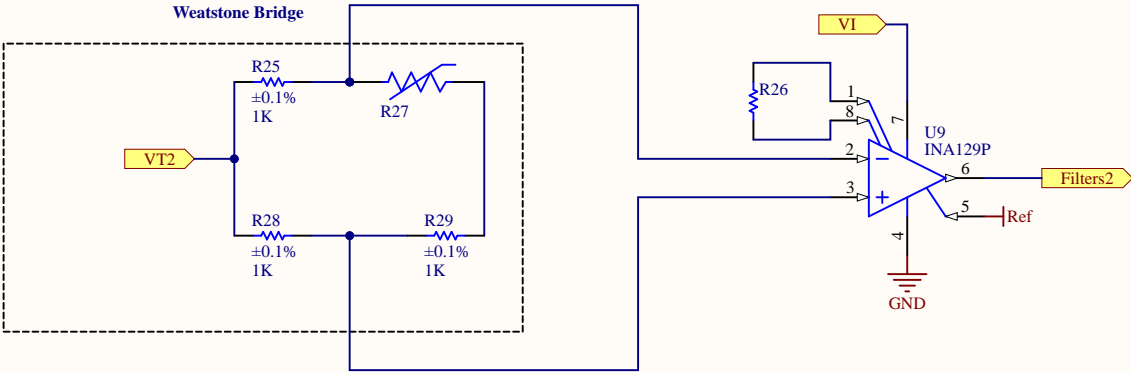 Weatstone Bridge
VI
R25
±0.1%
1K
R27
R26
1
8
7
U9
INA129P
VT2
2
6
Filters2
3
5
Ref
R28
±0.1%
1K
R29
±0.1%
1K
4
GND